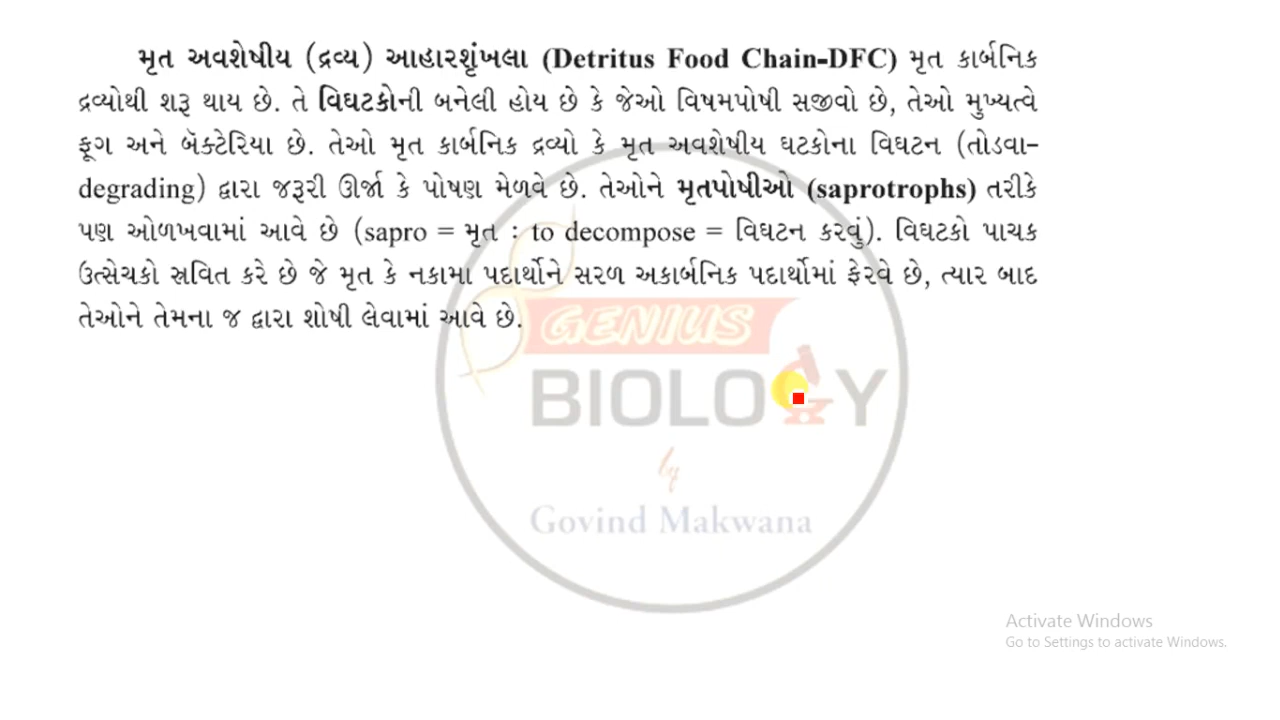 મૃત અવશેષીય (દ્રવ્ય) આહારશૃંખલા (Detritus Food Chain-DFC) મૃત કાર્બનિક
દ્રવ્યોથી શરૂ થાય છે. તે વિઘટકોની બનેલી હોય છે કે જેઓ વિષમપોષી સજીવો છે, તેઓ મુખ્યત્વે
ફૂગ અને બૅક્ટેરિયા છે. તેઓ મૃત કાર્બનિક દ્રવ્યો કે મૃત અવશેષીય ઘટકોના વિઘટન (તોડવા-
degrading) દ્વારા જરૂરી ઊર્જા કે પોષણ મેળવે છે. તેઓને મૃતપોષીઓ (saprotrophs) તરીકે
પણ ઓળખવામાં આવે છે (sapro = મૃત : to decompose = વિઘટન કરવું). વિઘટકો પાચક
ઉત્સેચકો સ્રવિત કરે છે જે મૃત કે નકામા પદાર્થોને સરળ અકાર્બનિક પદાર્થોમાં ફેરવે છે, ત્યાર બાદ
તેઓને તેમના જ દ્વારા શોષી લેવામાં આવે છે.
GENIUS
BIOLOGY
by
Govind Makwana
Activate Windows
Go to Settings to activate Windows.